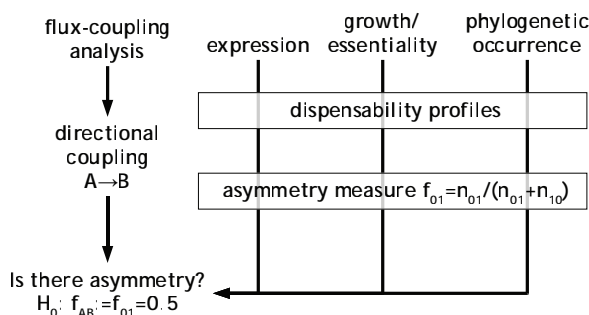 flux-coupling
analysis
expression
growth/
essentiality
phylogenetic
occurrence
dispensability profiles
directional
coupling
A→B
asymmetry measure f₀₁=n₀₁/(n₀₁+n₁₀)
Is there asymmetry?
H₀: f_AB:=f₀₁=0.5